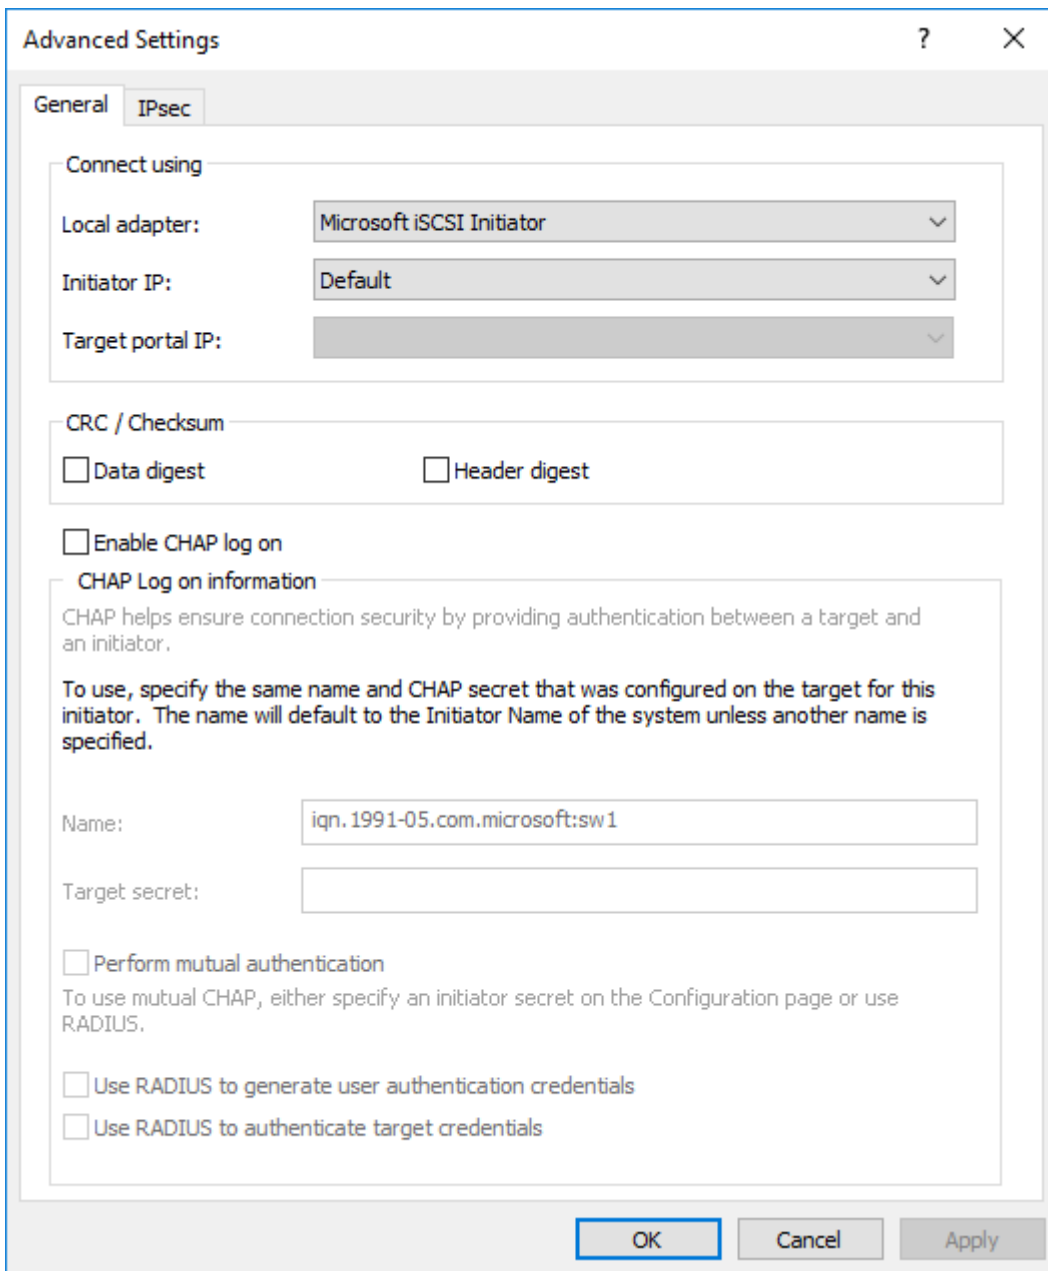 Advanced Settings
?
General
IPsec
Connect using
Local adapter:
Microsoft iSCSI Initiator
Initiator IP:
Default
Target portal IP:
CRC / Checksum
Data digest
Header digest
Enable CHAP log on
CHAP Log on information
CHAP helps ensure connection security by providing authentication between a target and
an initiator.
To use, specify the same name and CHAP secret that was configured on the target for this
initiator.  The name will default to the Initiator Name of the system unless another name is
specified.
Name:
iqn.1991-05.com.microsoft:sw1
Target secret:
Perform mutual authentication
To use mutual CHAP, either specify an initiator secret on the Configuration page or use
RADIUS.
Use RADIUS to generate user authentication credentials
Use RADIUS to authenticate target credentials
OK
Cancel
Apply